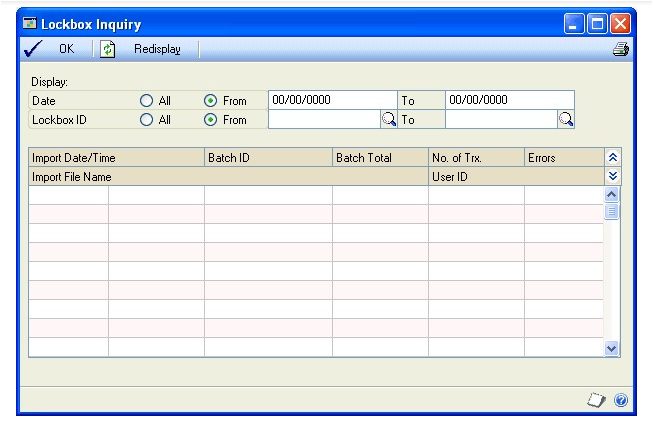 Lockbox Inquiry
OK Redisplay
Display:
Date All From 00/00/0000 To 00/00/0000
Lockbox ID All From To
Import Date/Time Batch ID Batch Total No. of Trx. Errors
Import File Name User ID